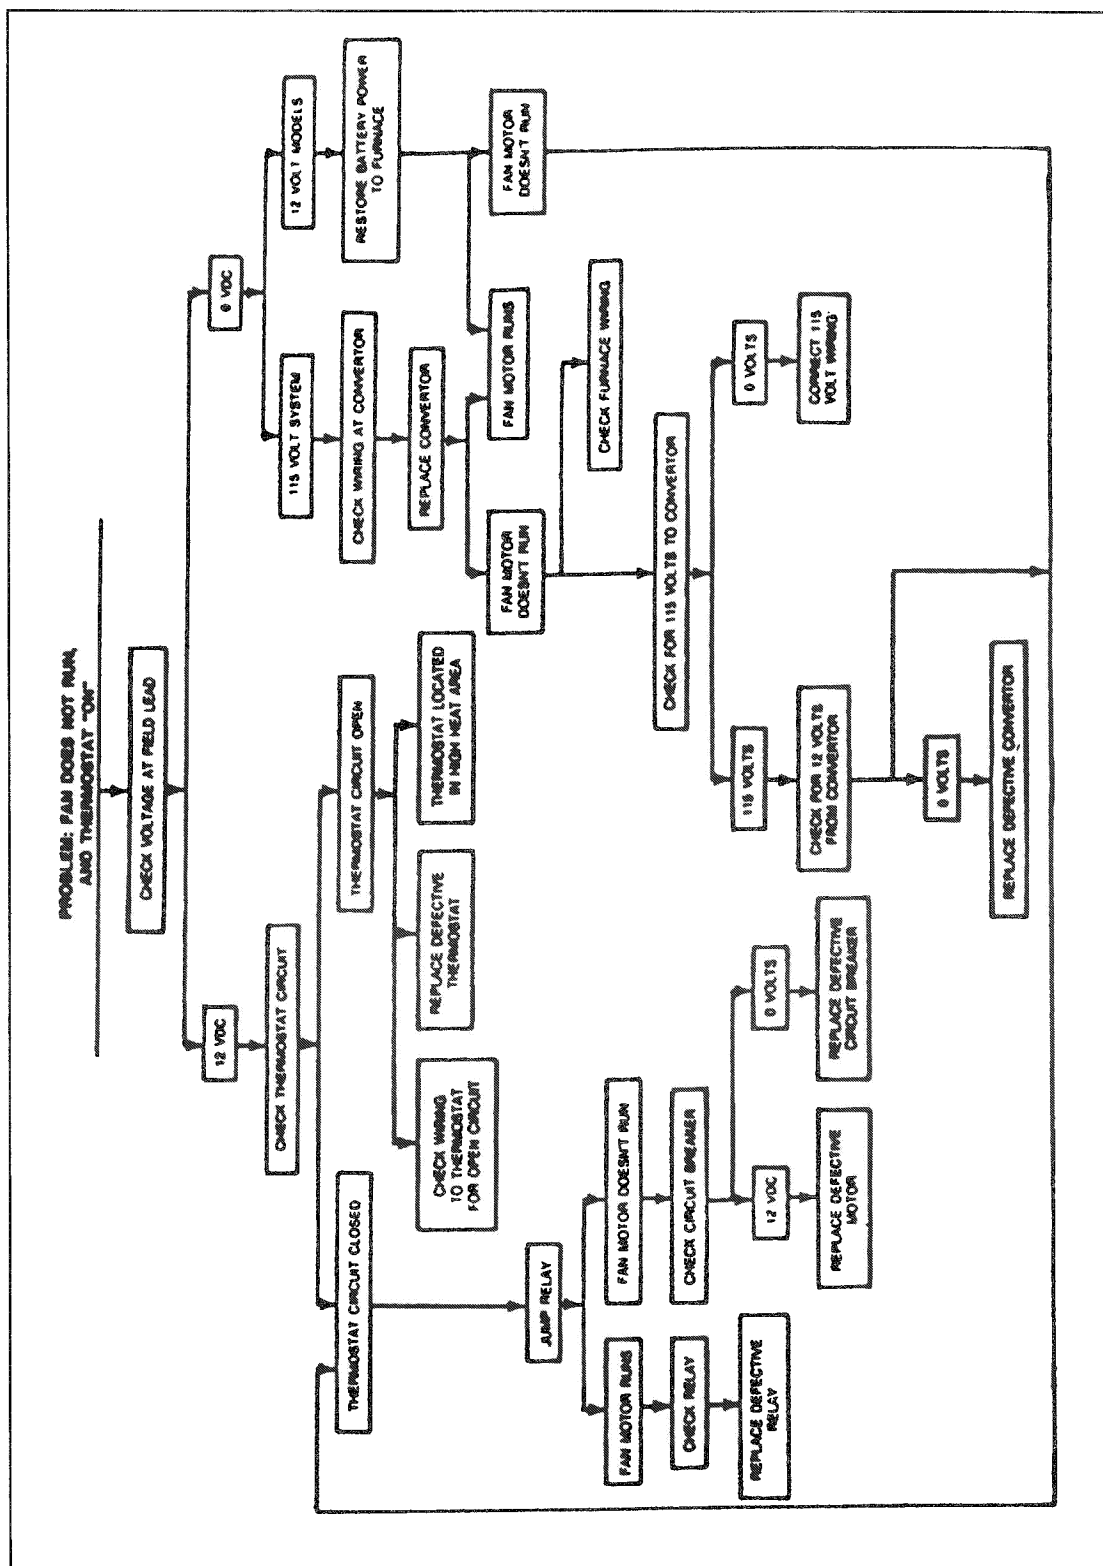 PROBLEM: FAN DOES NOT RUN,
AND THERMOSTAT "ON"
CHECK VOLTAGE AT FIELD LEAD
12 VDC
0 VDC
CHECK THERMOSTAT CIRCUIT
115 VOLT SYSTEM
12 VOLT MODELS
THERMOSTAT CIRCUIT CLOSED
THERMOSTAT CIRCUIT OPEN
CHECK WIRING AT CONVERTOR
RESTORE BATTERY POWER
TO FURNACE
CHECK WIRING
TO THERMOSTAT
FOR OPEN CIRCUIT
REPLACE DEFECTIVE
THERMOSTAT
THERMOSTAT LOCATED
IN HIGH HEAT AREA
REPLACE CONVERTOR
FAN MOTOR
DOESN'T RUN
FAN MOTOR RUNS
FAN MOTOR
DOESN'T RUN
JUMP RELAY
CHECK FURNACE WIRING
FAN MOTOR RUNS
FAN MOTOR DOESN'T RUN
CHECK RELAY
CHECK CIRCUIT BREAKER
CHECK FOR 115 VOLTS TO CONVERTOR
REPLACE DEFECTIVE
RELAY
12 VDC
0 VOLTS
115 VOLTS
0 VOLTS
REPLACE DEFECTIVE
MOTOR
REPLACE DEFECTIVE
CIRCUIT BREAKER
CHECK FOR 12 VOLTS
FROM CONVERTOR
CORRECT 115
VOLT WIRING
0 VOLTS
REPLACE DEFECTIVE CONVERTOR